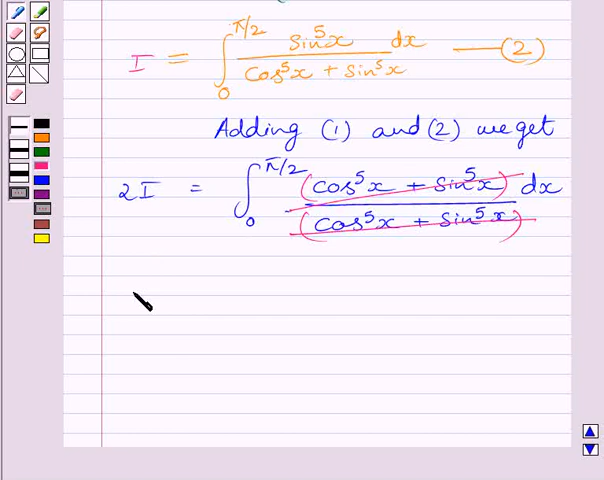 I = ∫₀^π/2 sin⁵x dx / cos⁵x + sin⁵x —(2)
Adding (1) and (2) we get
2I = ∫₀^π/2 (cos⁵x + sin⁵x) dx / (cos⁵x + sin⁵x)